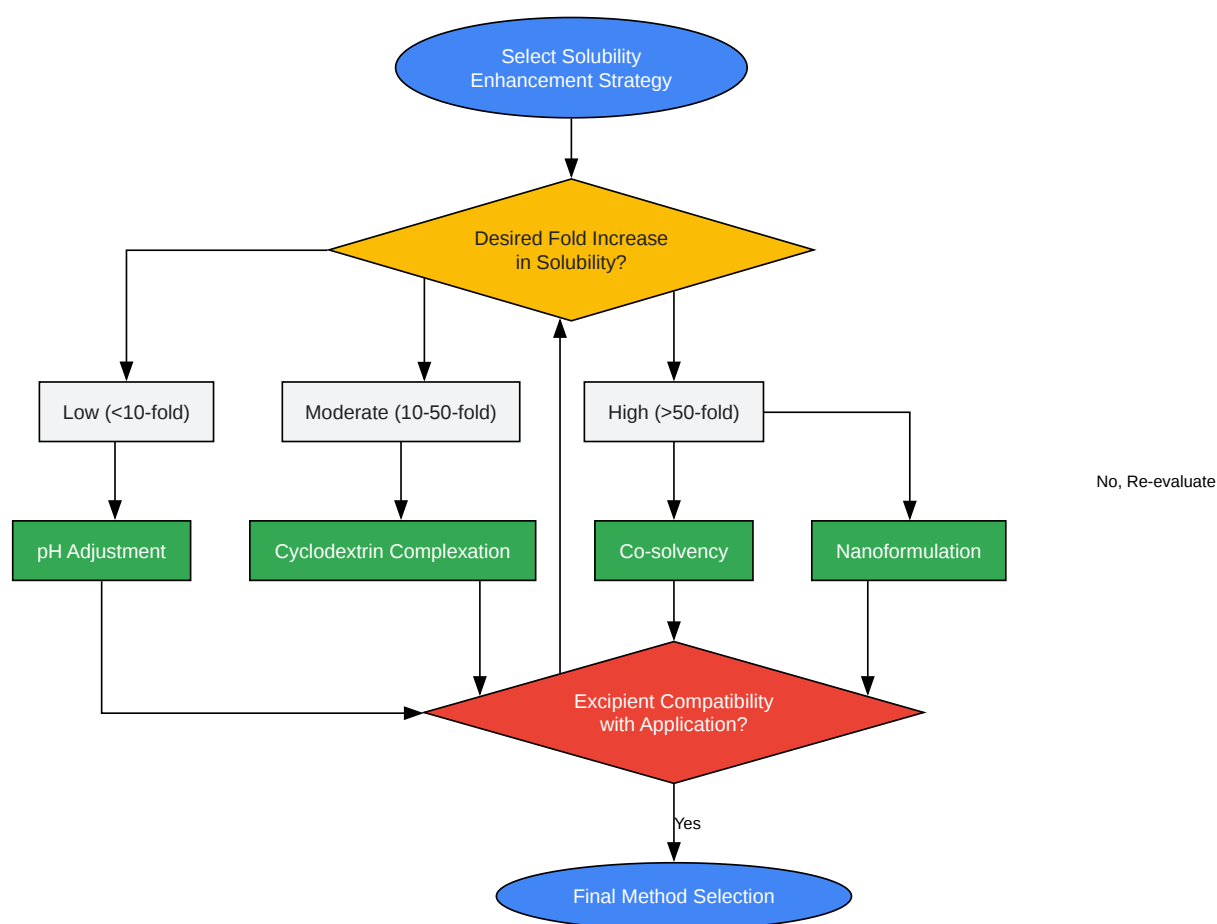 Select Solubility
Enhancement Strategy
Desired Fold Increase
in Solubility?
Low (<10-fold)
Moderate (10-50-fold)
High (>50-fold)
No, Re-evaluate
pH Adjustment
Cyclodextrin Complexation
Co-solvency
Nanoformulation
Excipient Compatibility
with Application?
Yes
Final Method Selection